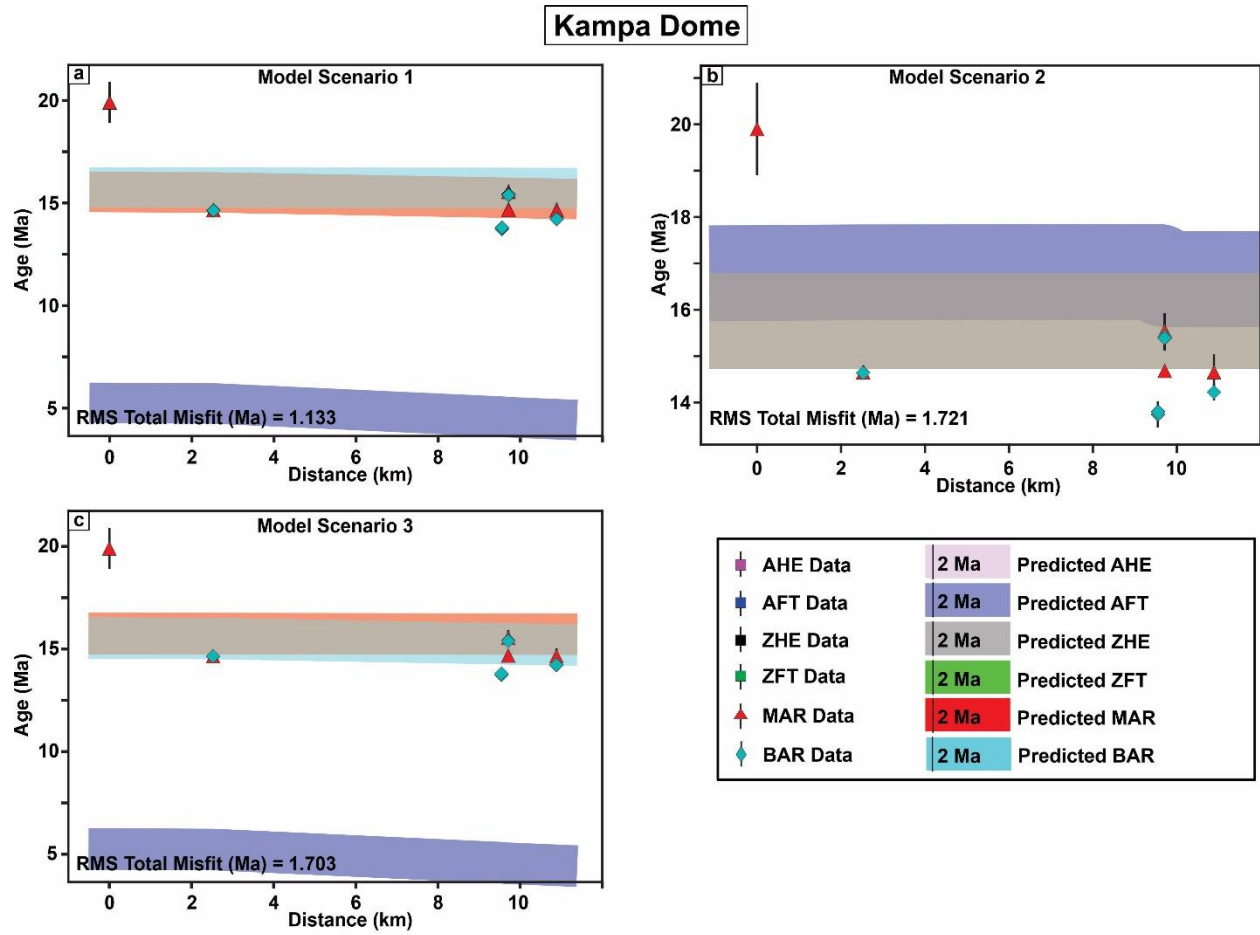 Kampa Dome
a
Model Scenario 1
20
15
10
5
Age (Ma)
RMS Total Misfit (Ma) = 1.133
0
2
4
6
8
10
Distance (km)
b
Model Scenario 2
20
18
16
14
Age (Ma)
RMS Total Misfit (Ma) = 1.721
0
2
4
6
8
10
Distance (km)
c
Model Scenario 3
20
15
10
5
Age (Ma)
RMS Total Misfit (Ma) = 1.703
0
2
4
6
8
10
Distance (km)
AHE Data 2 Ma Predicted AHE
AFT Data 2 Ma Predicted AFT
ZHE Data 2 Ma Predicted ZHE
ZFT Data 2 Ma Predicted ZFT
MAR Data 2 Ma Predicted MAR
BAR Data 2 Ma Predicted BAR